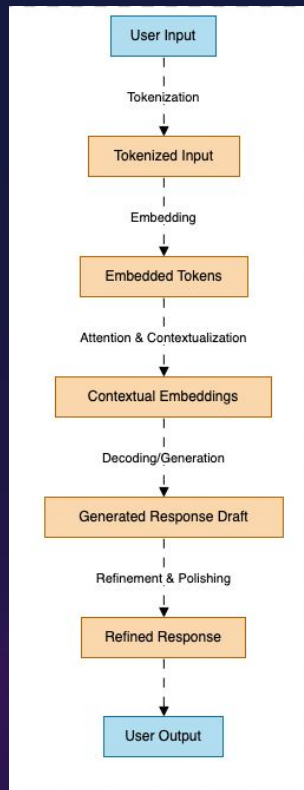 User Input
Tokenization
Tokenized Input
Embedding
Embedded Tokens
Attention & Contextualization
Contextual Embeddings
Decoding/Generation
Generated Response Draft
Refinement & Polishing
Refined Response
User Output